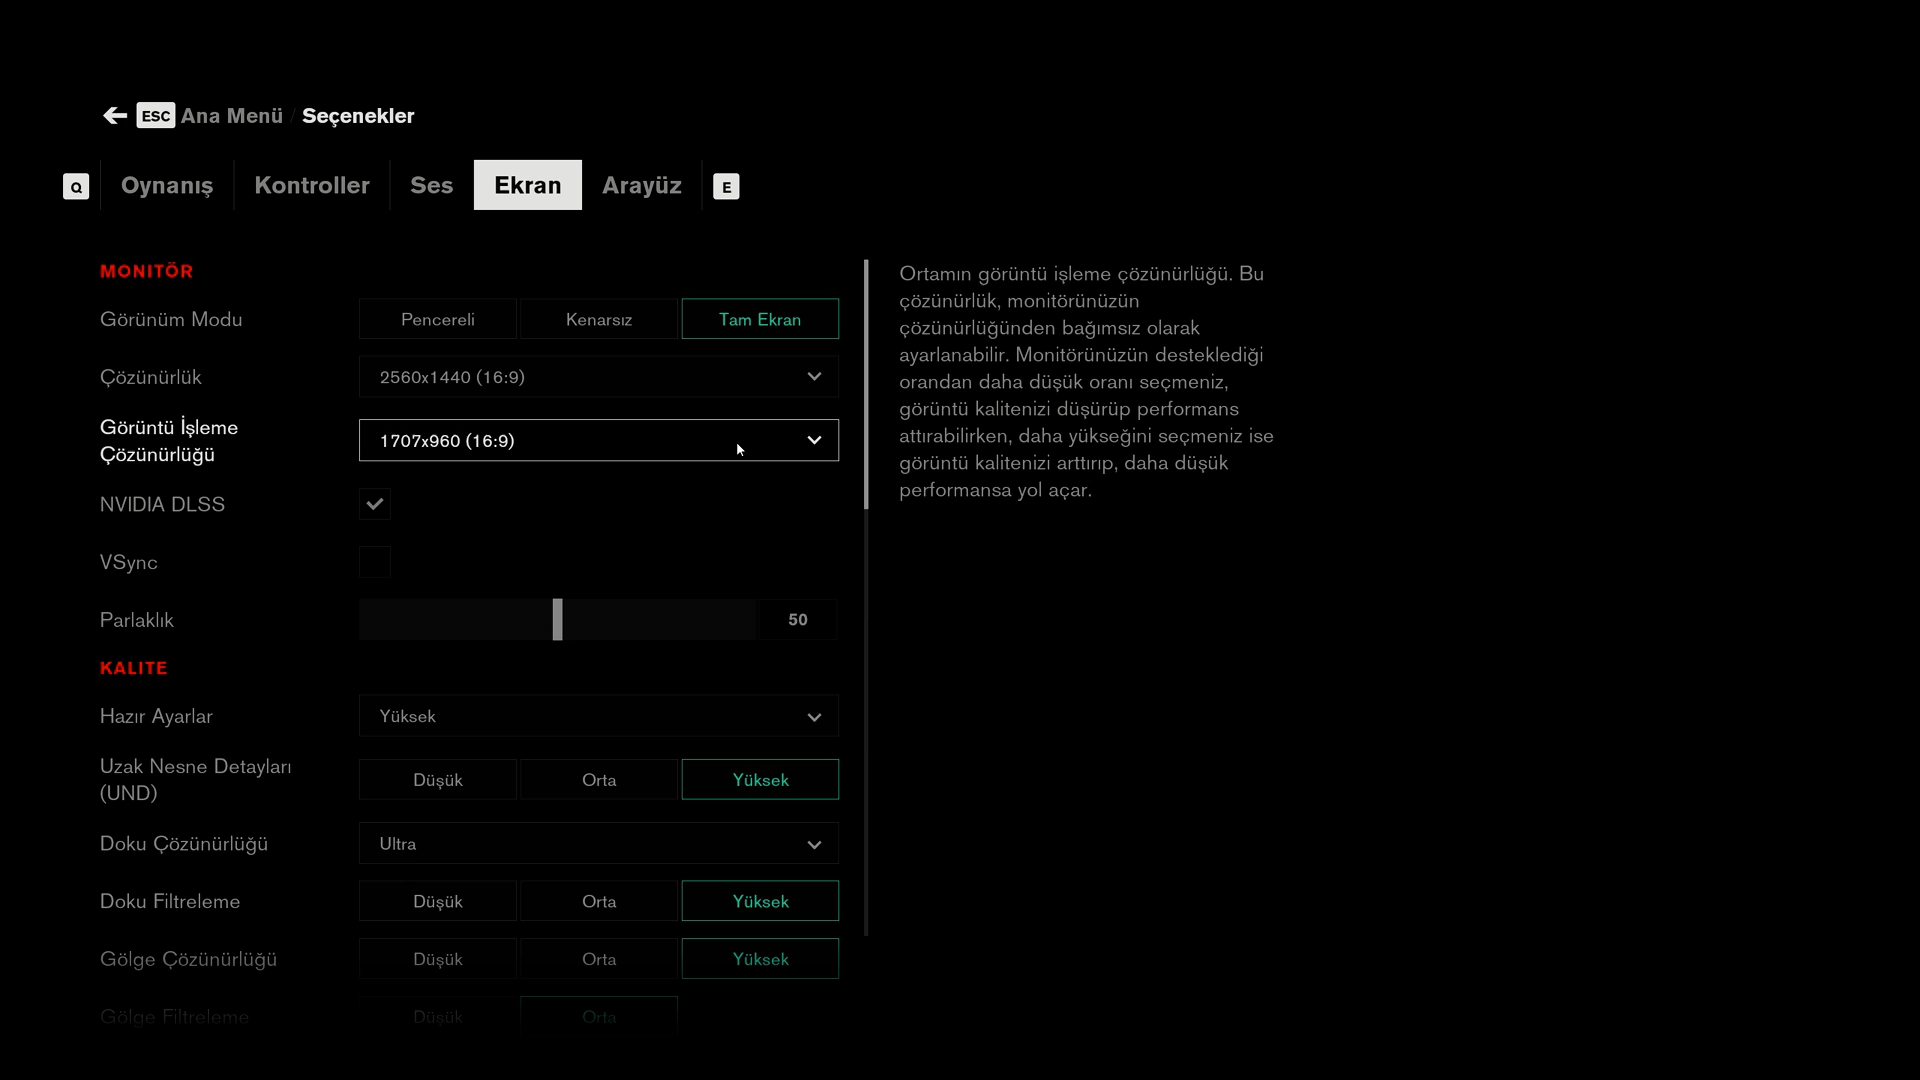 ESC Ana Menü / Seçenekler
Q Oynanış Kontroller Ses Ekran Arayüz E
MONITÖR
Görünüm Modu Pencereli Kenarsız Tam Ekran
Çözünürlük 2560x1440 (16:9)
Görüntü İşleme
Çözünürlüğü
1707x960 (16:9)
NVIDIA DLSS
VSync
Parlaklık 50
KALITE
Hazır Ayarlar Yüksek
Uzak Nesne Detayları
(UND)
Düşük Orta Yüksek
Doku Çözünürlüğü Ultra
Doku Filtreleme Düşük Orta Yüksek
Gölge Çözünürlüğü Düşük Orta Yüksek
Gölge Filtreleme Düşük Orta
Ortamın görüntü işleme çözünürlüğü. Bu
çözünürlük, monitörünüzün
çözünürlüğünden bağımsız olarak
ayarlanabilir. Monitörünüzün desteklediği
orandan daha düşük oranı seçmeniz,
görüntü kalitenizi düşürüp performans
attırabilirken, daha yükseğini seçmeniz ise
görüntü kalitenizi arttırıp, daha düşük
performansa yol açar.